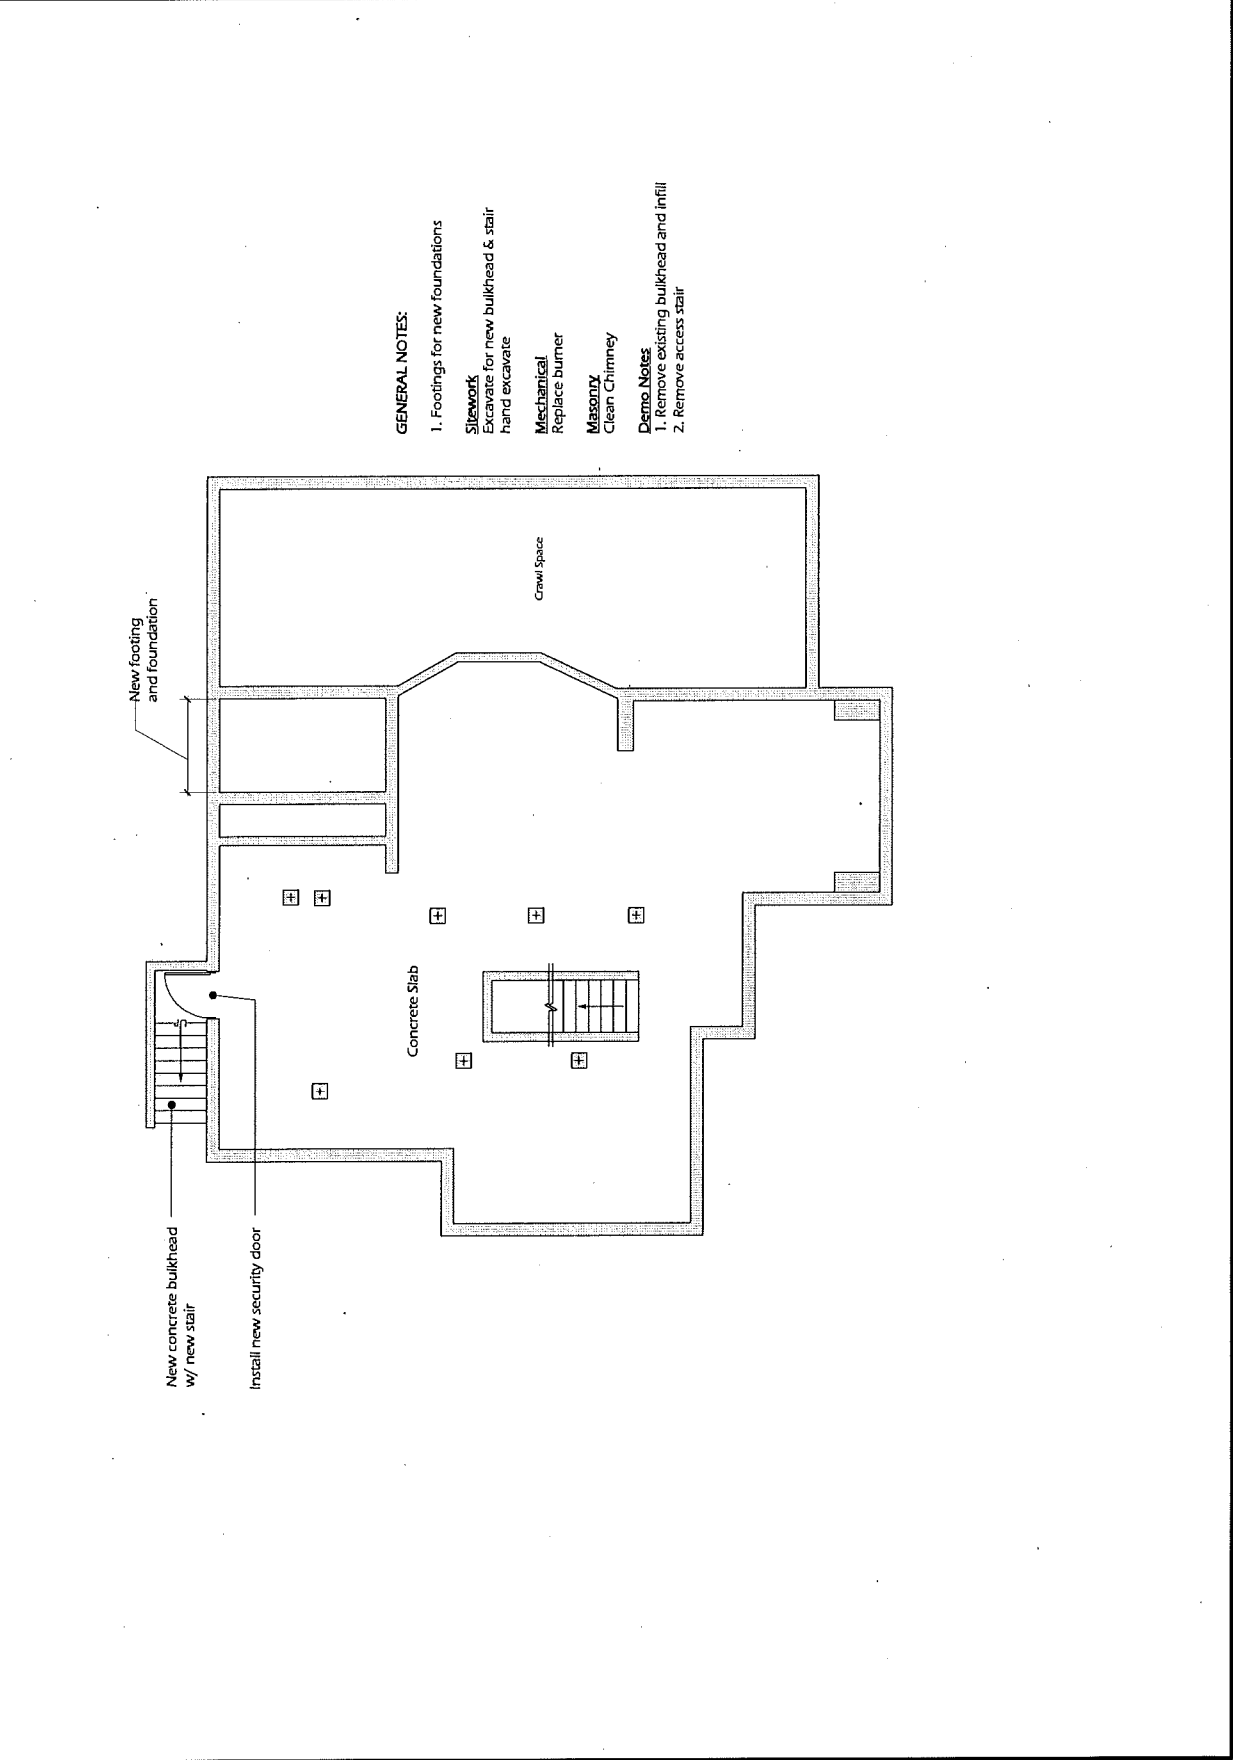 New concrete bulkhead
w/ new stair
Install new security door
New footing
and foundation
Concrete Slab
Crawl Space
GENERAL NOTES:
1. Footings for new foundations
Sitework
Excavate for new bulkhead & stair
hand excavate
Mechanical
Replace burner
Masonry
Clean Chimney
Demo Notes
1. Remove existing bulkhead and infill
2. Remove access stair